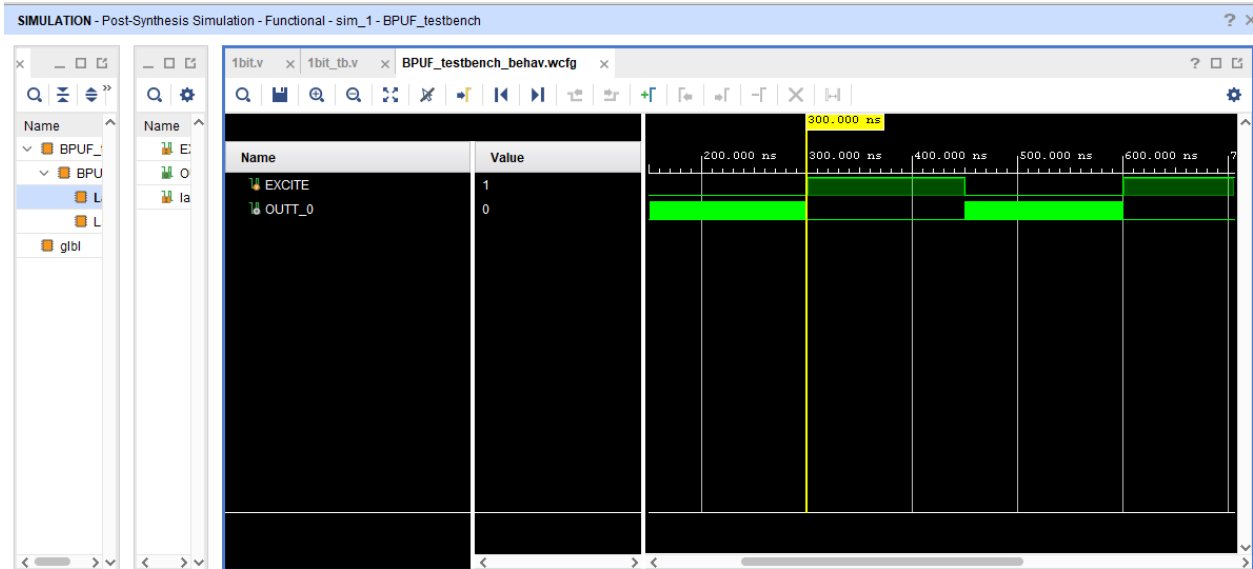 SIMULATION - Post-Synthesis Simulation - Functional - sim_1 - BPUF_testbench
1bit.v
1bit_tb.v
BPUF_testbench_behav.wcfg
Name
BPUF_
BPU
L
glbl
Name
E
O
la
Name Value
EXCITE 1
OUTT_0 0
300.000 ns
200.000 ns 300.000 ns 400.000 ns 500.000 ns 600.000 ns 7